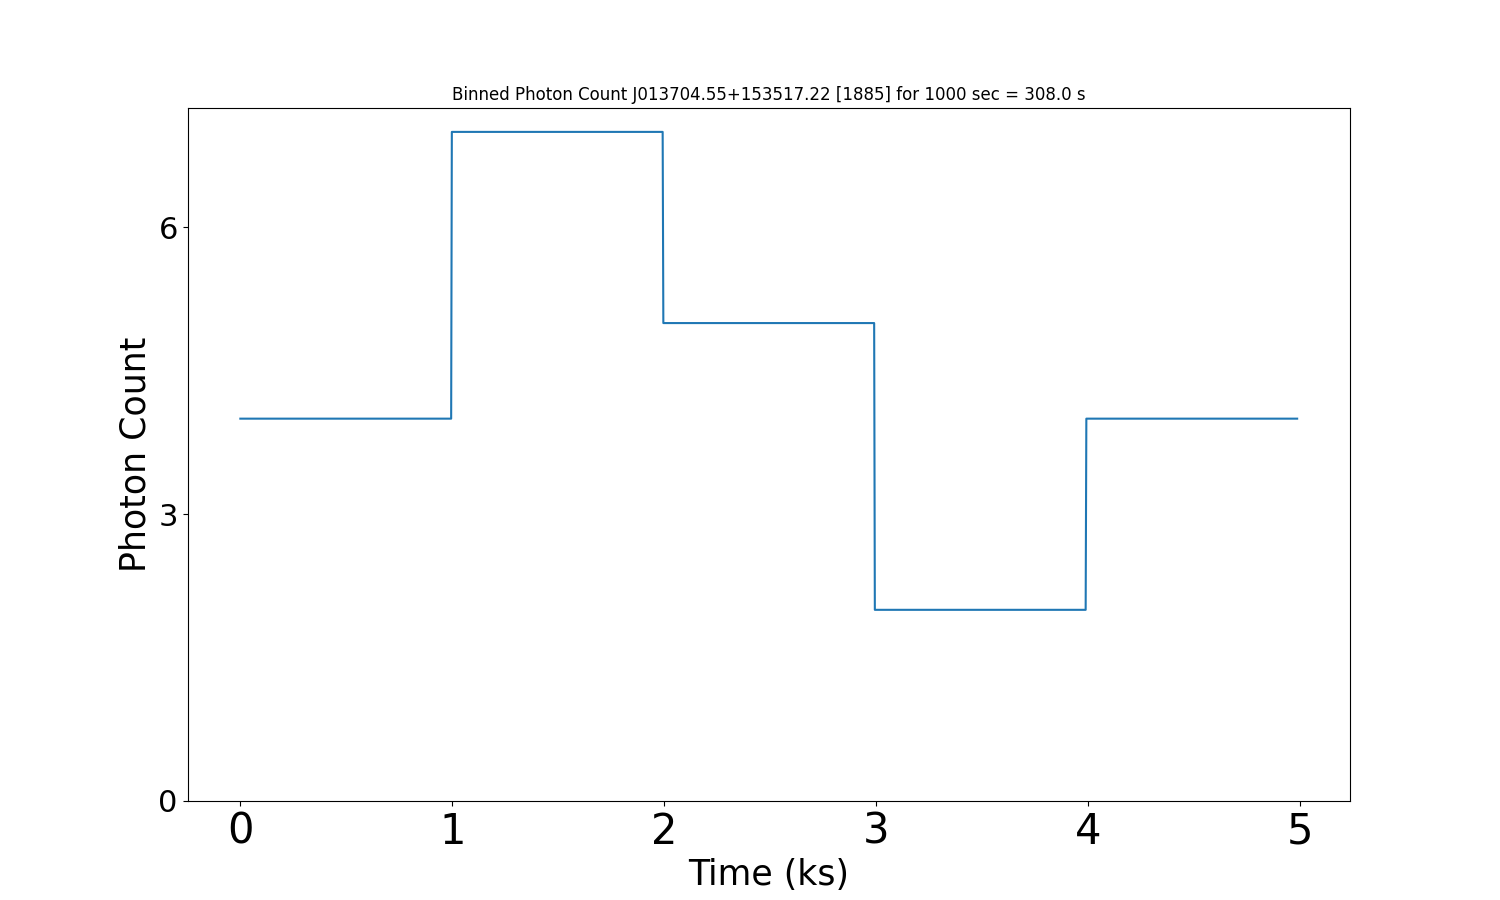 Binned Photon Count J013704.55+153517.22 [1885] for 1000 sec = 308.0 s
6
3
0
Photon Count
0 1 2 3 4 5
Time (ks)